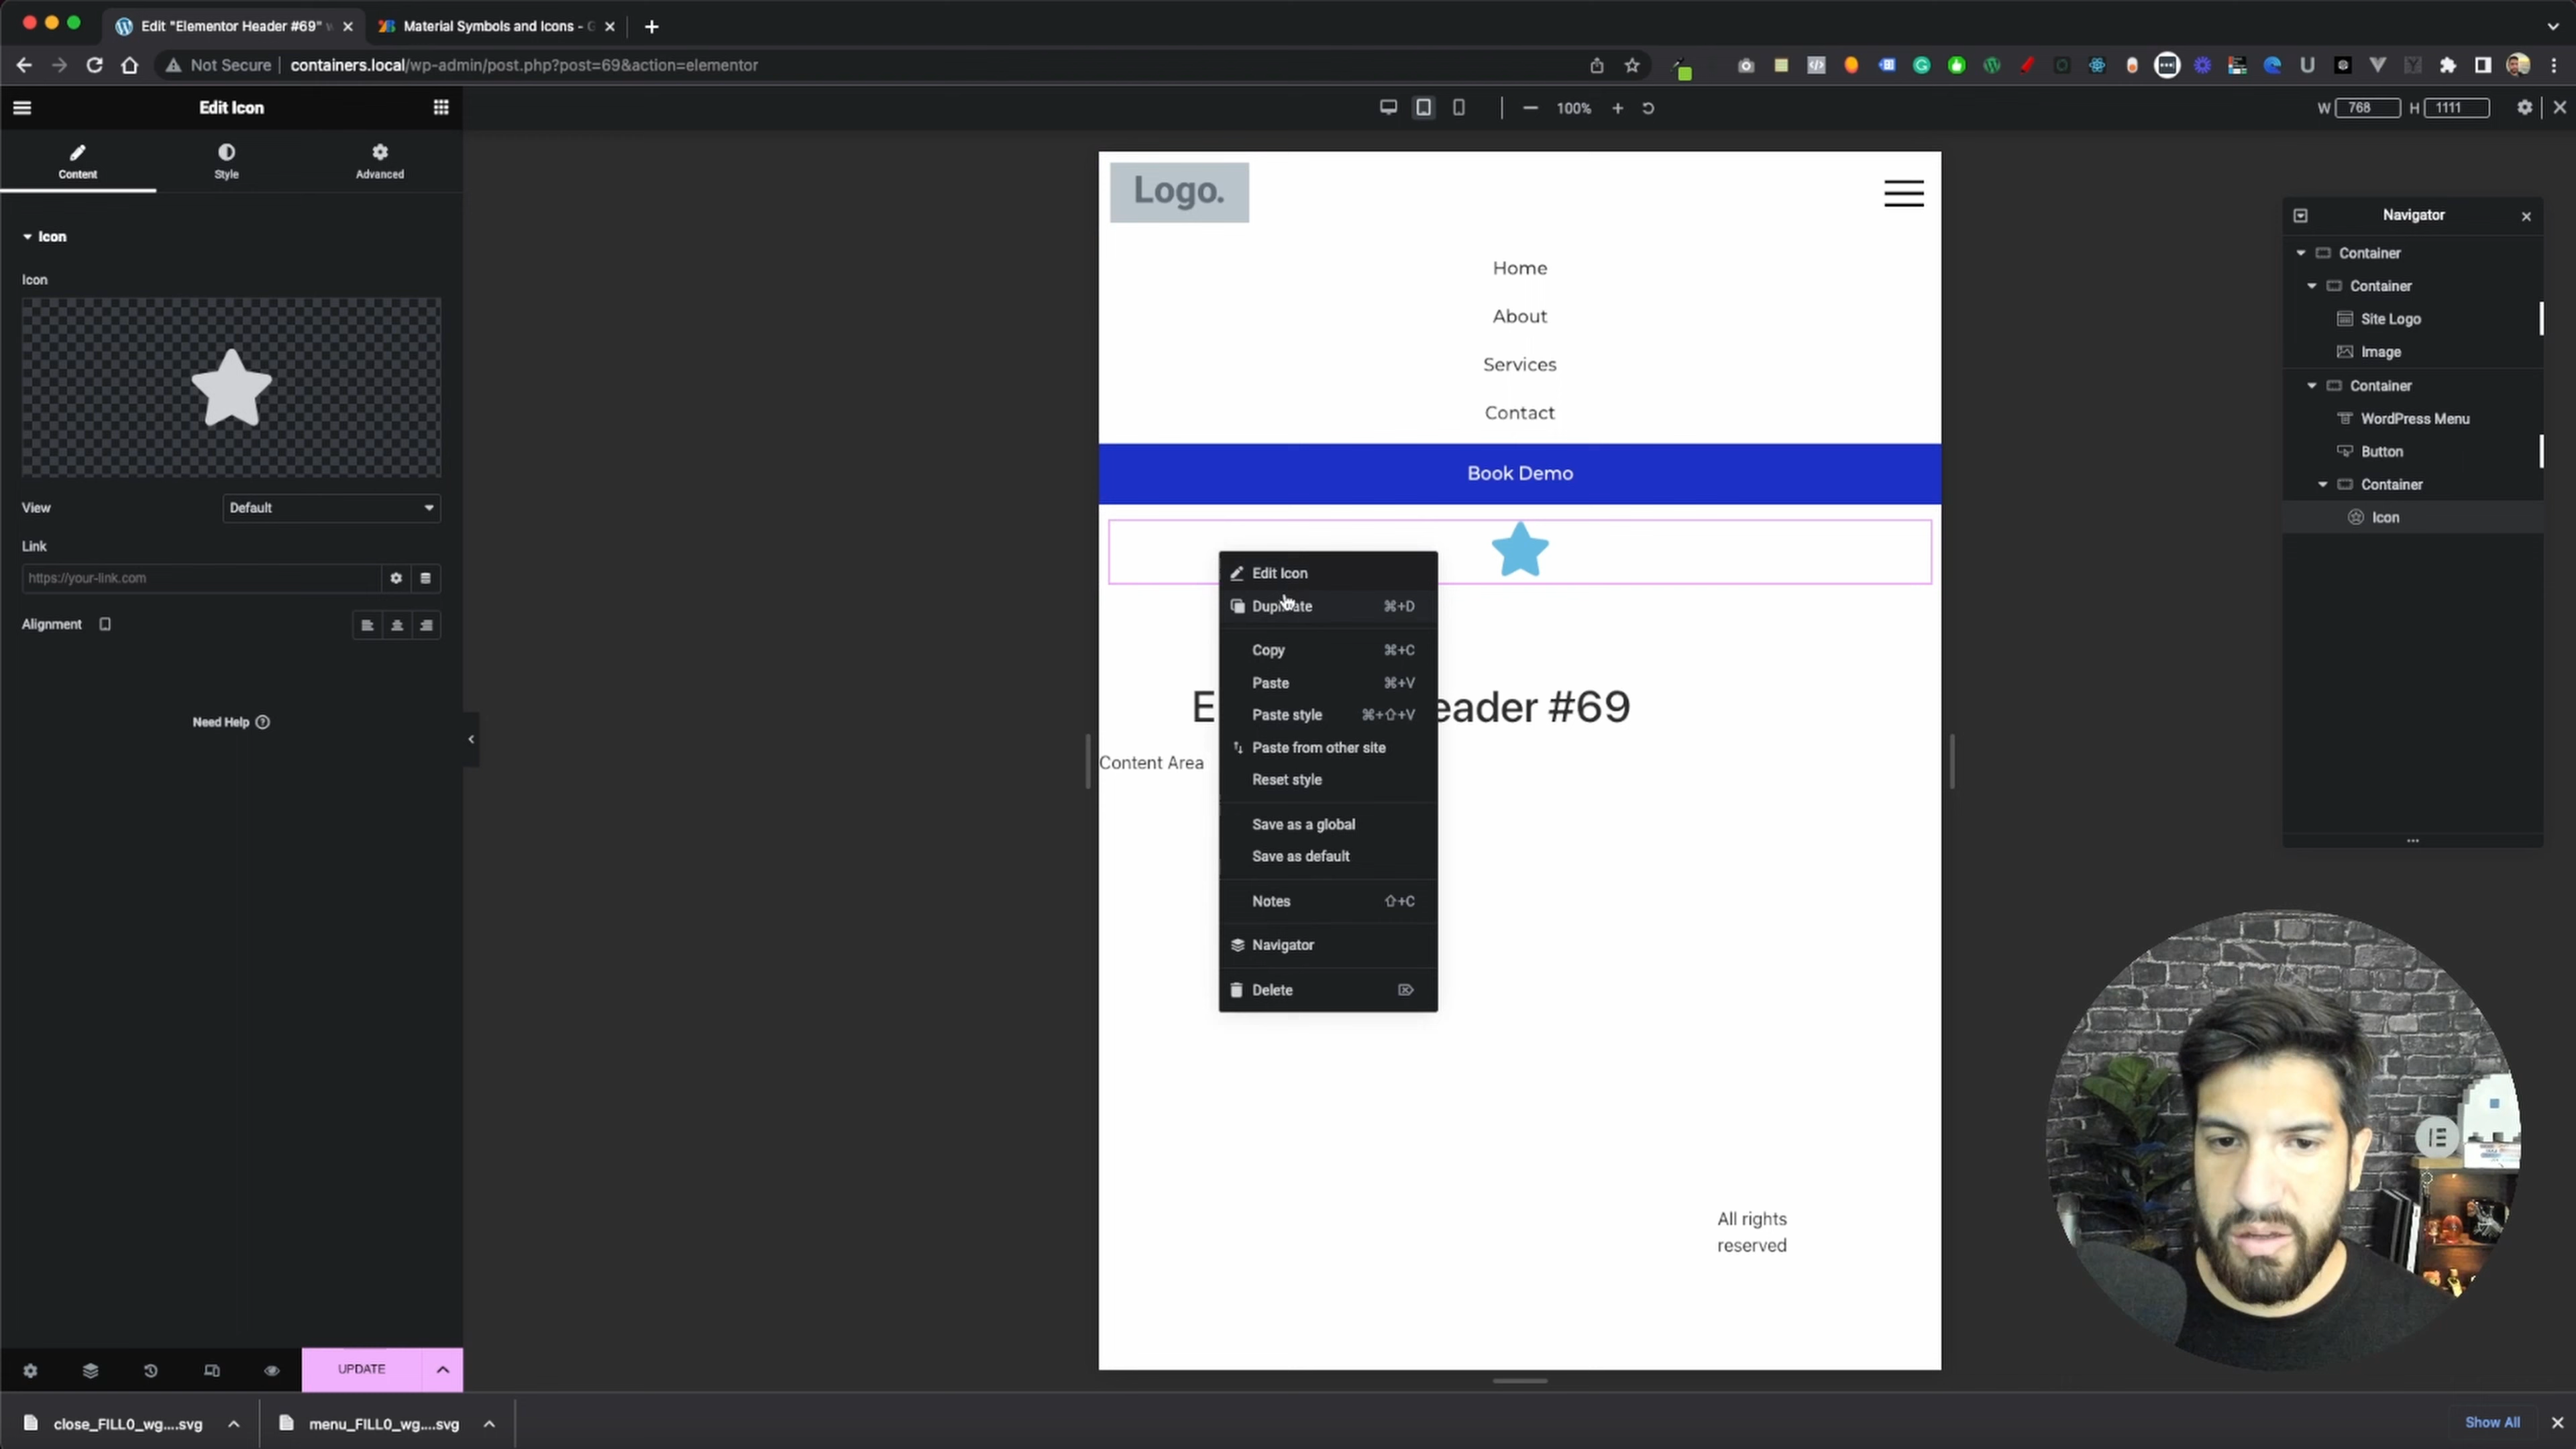 Edit "Elementor Header #69" w
Material Symbols and Icons - G
Not Secure
containers.local/wp-admin/post.php?post=69&action=elementor
Edit Icon
100%
W 768 H 1111
Content
Style
Advanced
Icon
Icon
View
Default
Link
https://your-link.com
Alignment
Need Help
UPDATE
Logo.
Home
About
Services
Contact
Book Demo
Edit Icon
Duplicate ⌘+D
Copy ⌘+C
Paste ⌘+V
Paste style ⌘+⇧+V
Paste from other site
Reset style
Save as a global
Save as default
Notes ⇧+C
Navigator
Delete
E
eader #69
Content Area
All rights
reserved
Navigator
Container
Container
Site Logo
Image
Container
WordPress Menu
Button
Container
Icon
close_FILL0_wg....svg
menu_FILL0_wg....svg
Show All